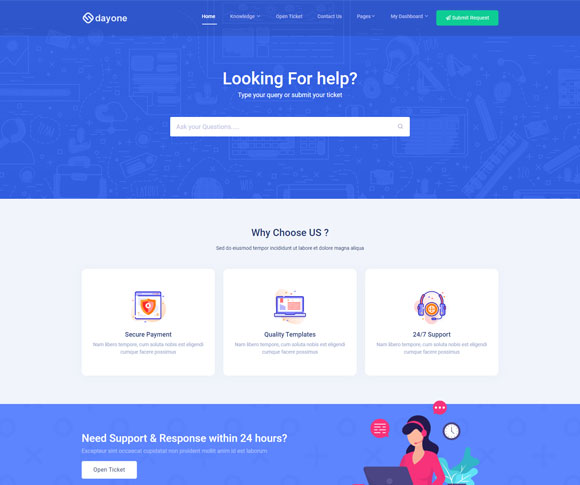 dayone
Home Knowledge Open Ticket Contact Us Pages My Dashboard Submit Request
Looking For help?
Type your query or submit your ticket
Ask your Questions.....
Why Choose US ?
Sed do eiusmod tempor incididunt ut labore et dolore magna aliqua
Secure Payment
Nam libero tempore, cum soluta nobis est eligendi
cumque facere possimus
Quality Templates
Nam libero tempore, cum soluta nobis est eligendi
cumque facere possimus
24/7 Support
Nam libero tempore, cum soluta nobis est eligendi
cumque facere possimus
Need Support & Response within 24 hours?
Excepteur sint occaecat cupidatat non proident mollit anim id est laborum
Open Ticket